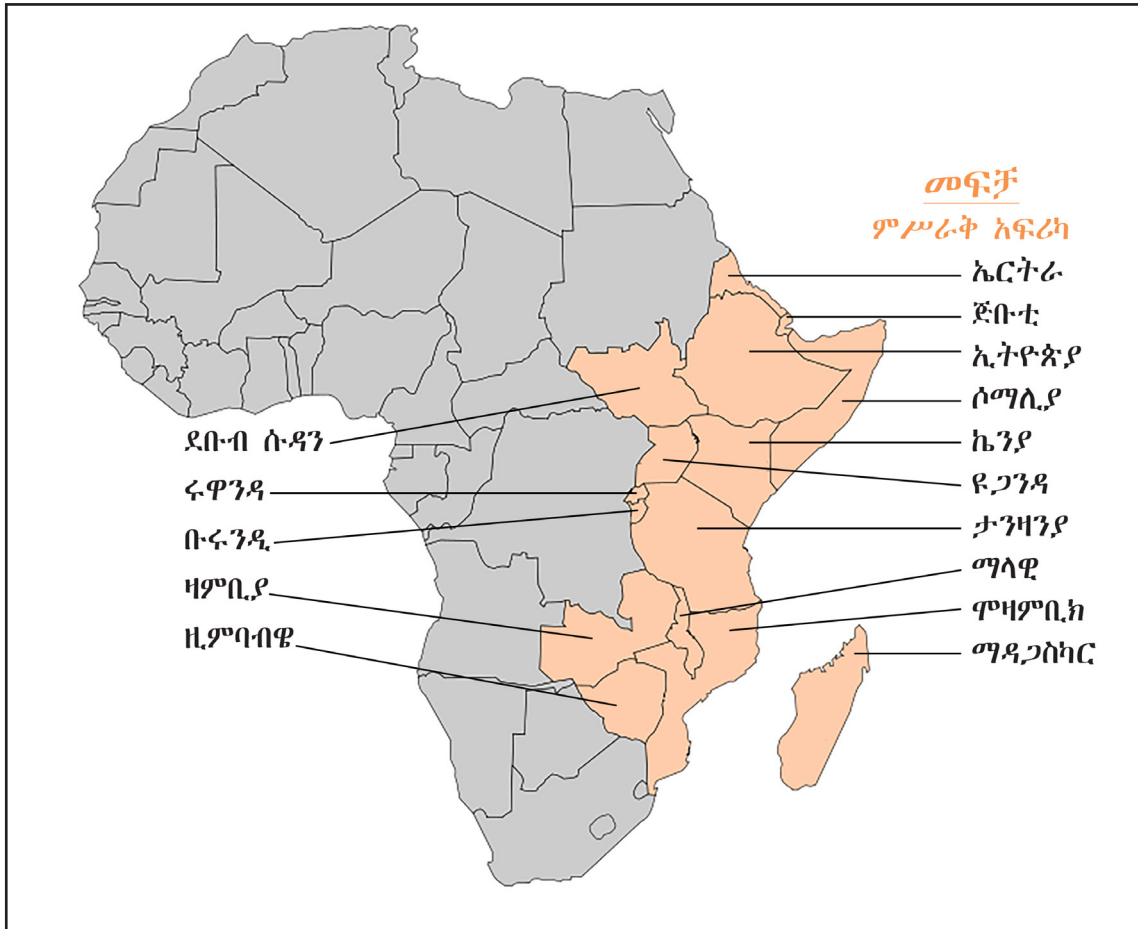 መፍቻ
ምሥራቅ አፍሪካ
ኤርትራ
ጅቡቲ
ኢትዮጵያ
ሶማሊያ
ኬንያ
ዩጋንዳ
ታንዛንያ
ማላዊ
ሞዛምቢክ
ማዳጋስካር
ደቡብ ሱዳን
ሩዋንዳ
ቡሩንዲ
ዛምቢያ
ዚምባብዌ